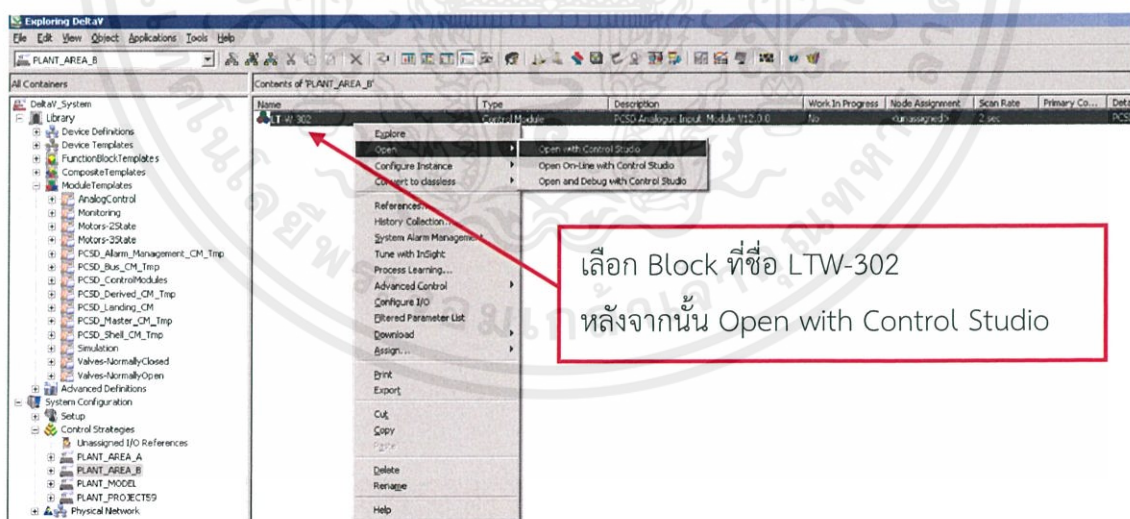 Exploring DeltaV
File Edit View Object Applications Tools Help
PLANT_AREA_B
All Containers
Contents of 'PLANT_AREA_B'
DeltaV_System
Library
Device Definitions
Device Templates
FunctionBlockTemplates
CompositeTemplates
ModuleTemplates
AnalogControl
Monitoring
Motors-2State
Motors-3State
PCSD_Alarm_Management_CM_Tmp
PCSD_Bus_CM_Tmp
PCSD_ControlModules
PCSD_Derived_CM_Tmp
PCSD_Landing_CM
PCSD_Master_CM_Tmp
PCSD_Shell_CM_Tmp
Simulation
Valves-NormallyClosed
Valves-NormallyOpen
Advanced Definitions
System Configuration
Setup
Control Strategies
Unassigned I/O References
PLANT_AREA_A
PLANT_AREA_B
PLANT_MODEL
PLANT_PROJECT59
Physical Network
Name Type Description Work In Progress Node Assignment Scan Rate Primary Co... Det
LT-W-302 Control Module PCSD Analogue Input Module V12.0.0 No <unassigned> 2 sec PCS
Explore
Open
Configure Instance
Convert to classless
References...
History Collection...
System Alarm Management
Tune with InSight
Process Learning...
Advanced Control
Configure I/O
Filtered Parameter List
Download
Assign...
Print
Export
Cut
Copy
Paste
Delete
Rename
Help
Open with Control Studio
Open On-Line with Control Studio
Open and Debug with Control Studio
เลือก Block ที่ชื่อ LTW-302
หลังจากนั้น Open with Control Studio